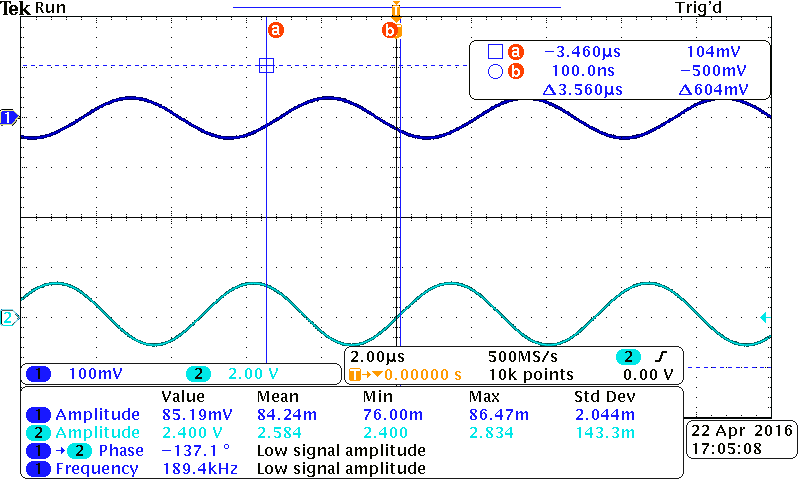 Tek Run T Trig'd
a b
a −3.460µs 104mV
b 100.0ns −500mV
Δ3.560µs Δ604mV
1
2
1 100mV 2 2.00 V
2.00µs 500MS/s 2
T→▼0.00000 s 10k points 0.00 V
Value Mean Min Max Std Dev
1 Amplitude 85.19mV 84.24m 76.00m 86.47m 2.044m
2 Amplitude 2.400 V 2.584 2.400 2.834 143.3m
1 → 2 Phase −137.1 ° Low signal amplitude
1 Frequency 189.4kHz Low signal amplitude
22 Apr 2016
17:05:08